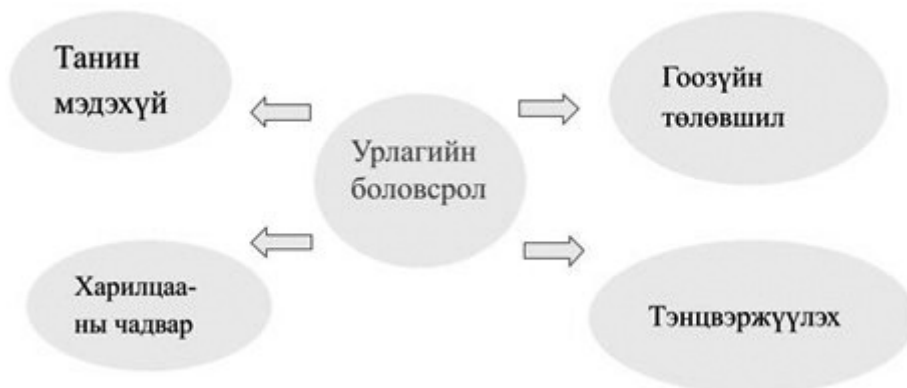 Танин
мэдэхүй
Гоозүйн
төлөвшил
Урлагийн
боловсрол
Харилцаа-
ны чадвар
Тэнцвэржүүлэх